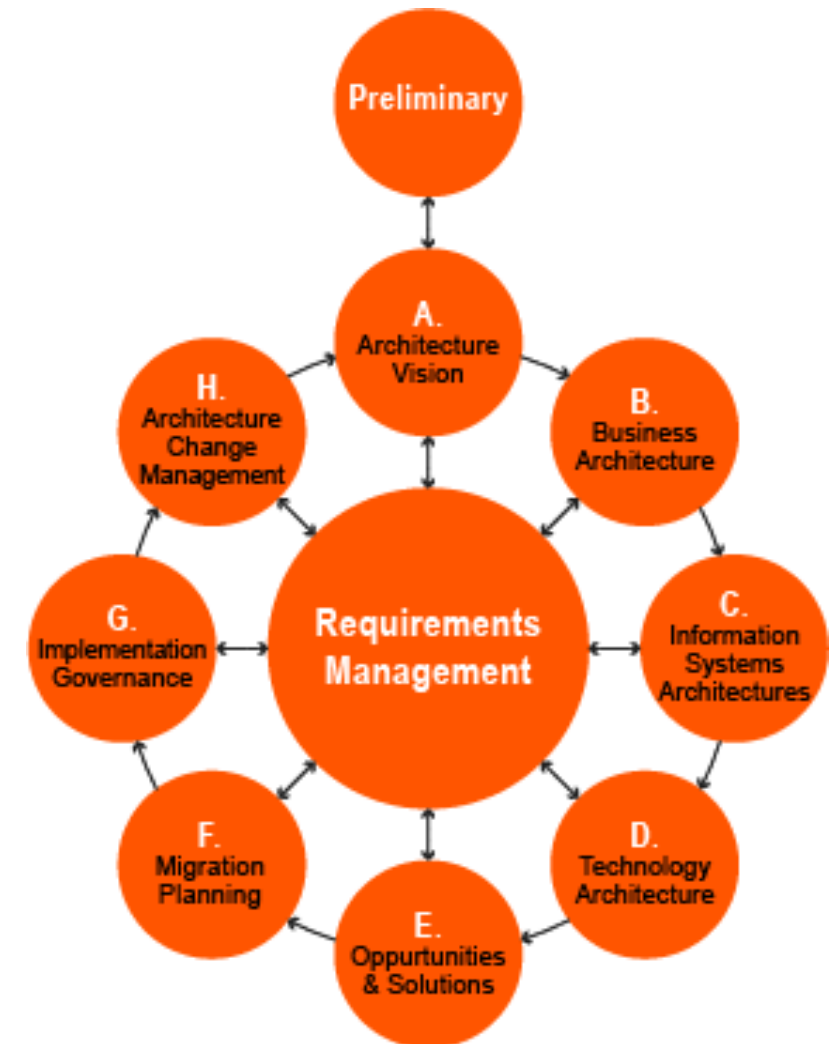 Preliminary
A.
Architecture
Vision
B.
Business
Architecture
C.
Information
Systems
Architectures
D.
Technology
Architecture
E.
Oppurtunities
& Solutions
F.
Migration
Planning
G.
Implementation
Governance
H.
Architecture
Change
Management
Requirements
Management